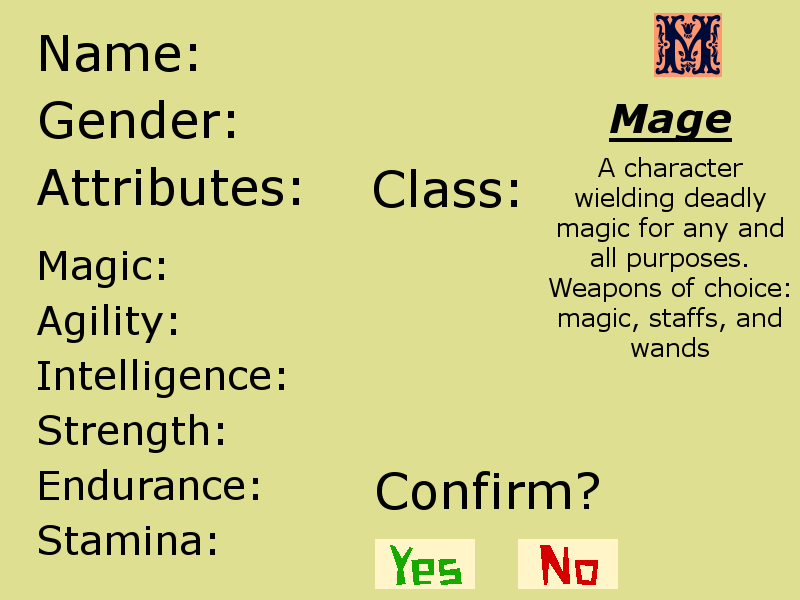 Name:
Gender:
Attributes:
Magic:
Agility:
Intelligence:
Strength:
Endurance:
Stamina:
Class:
M
Mage
A character
wielding deadly
magic for any and
all purposes.
Weapons of choice:
magic, staffs, and
wands
Confirm?
Yes No